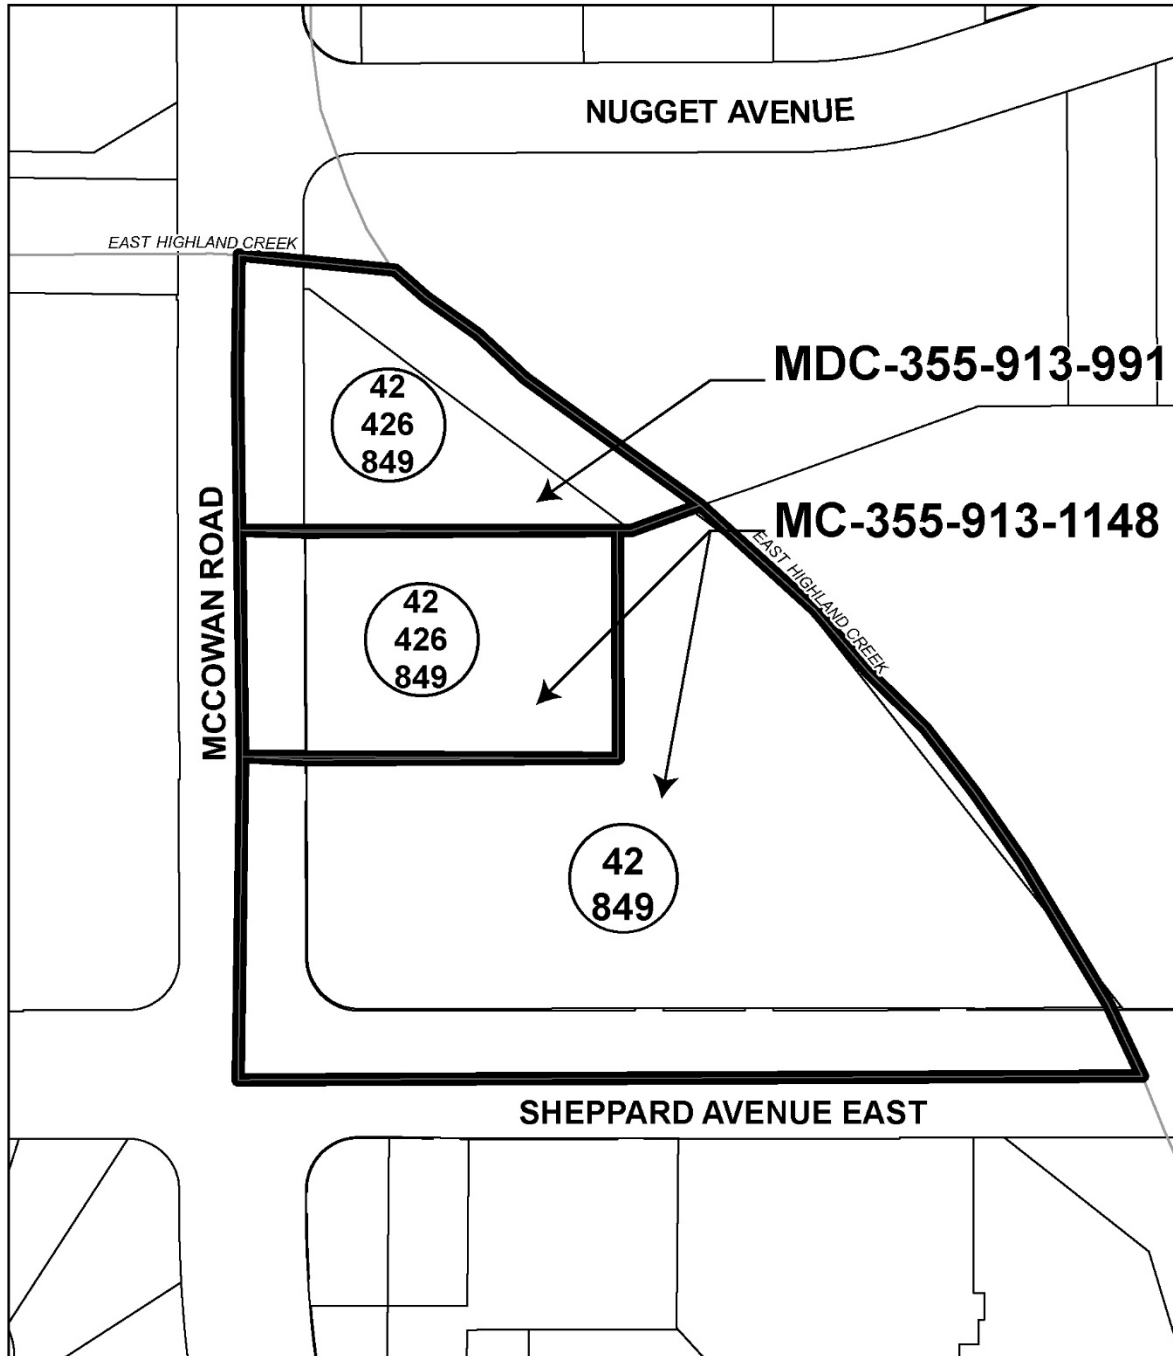 NUGGET AVENUE
EAST HIGHLAND CREEK
MDC-355-913-991
42
426
849
MC-355-913-1148
MCCOWAN ROAD
EAST HIGHLAND CREEK
42
426
849
42
849
SHEPPARD AVENUE EAST